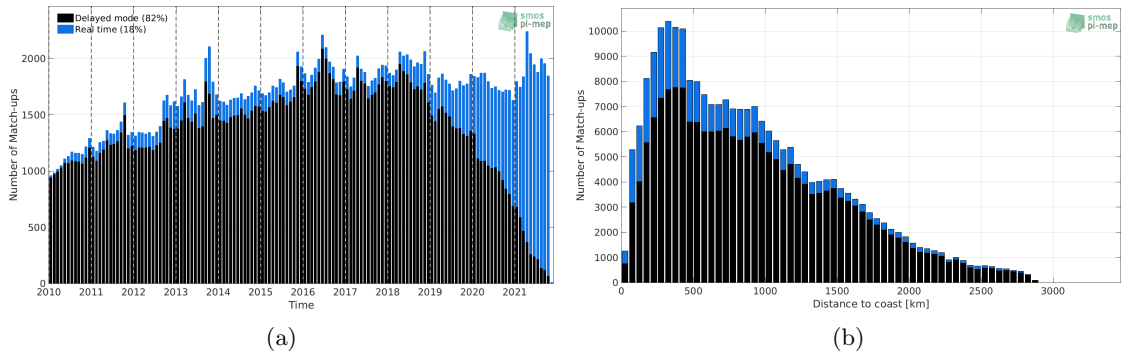 Delayed mode (82%)
Real time (18%)
smos
pi-mep
Number of Match-ups
2000
1500
1000
500
0
2010 2011 2012 2013 2014 2015 2016 2017 2018 2019 2020 2021
Time
(a)
smos
pi-mep
Number of Match-ups
10000
9000
8000
7000
6000
5000
4000
3000
2000
1000
0
0 500 1000 1500 2000 2500 3000
Distance to coast [km]
(b)